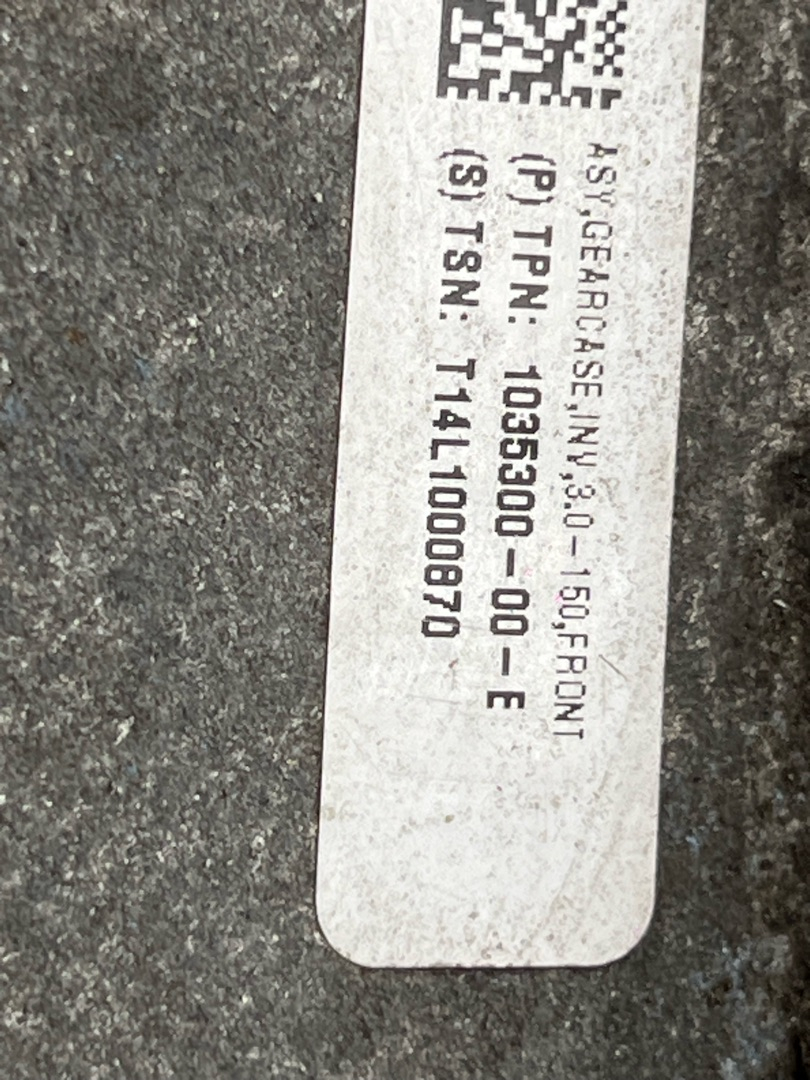 ASY,GEARCASE,INV,3.0-150,FRONT
(P) TPN: 1035300-00-E
(S) TSN: T14L1000870